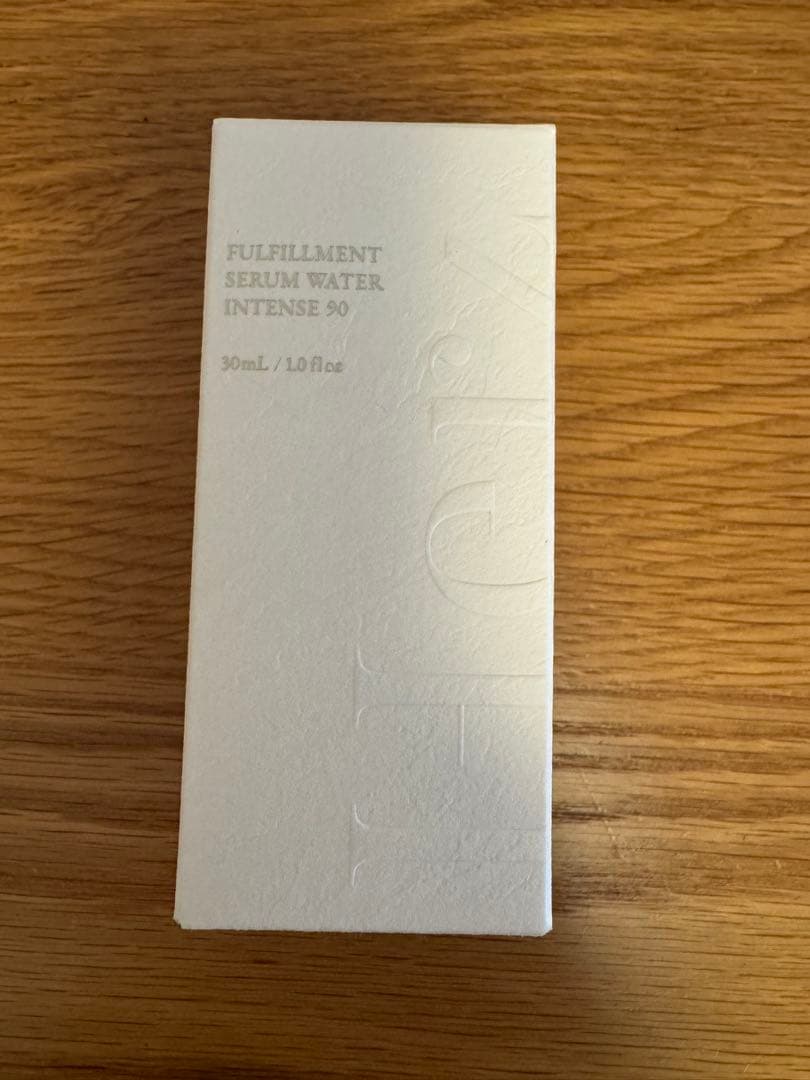 FULFILLMENT
SERUM WATER
INTENSE 90
30mL / 1.0 fl oz